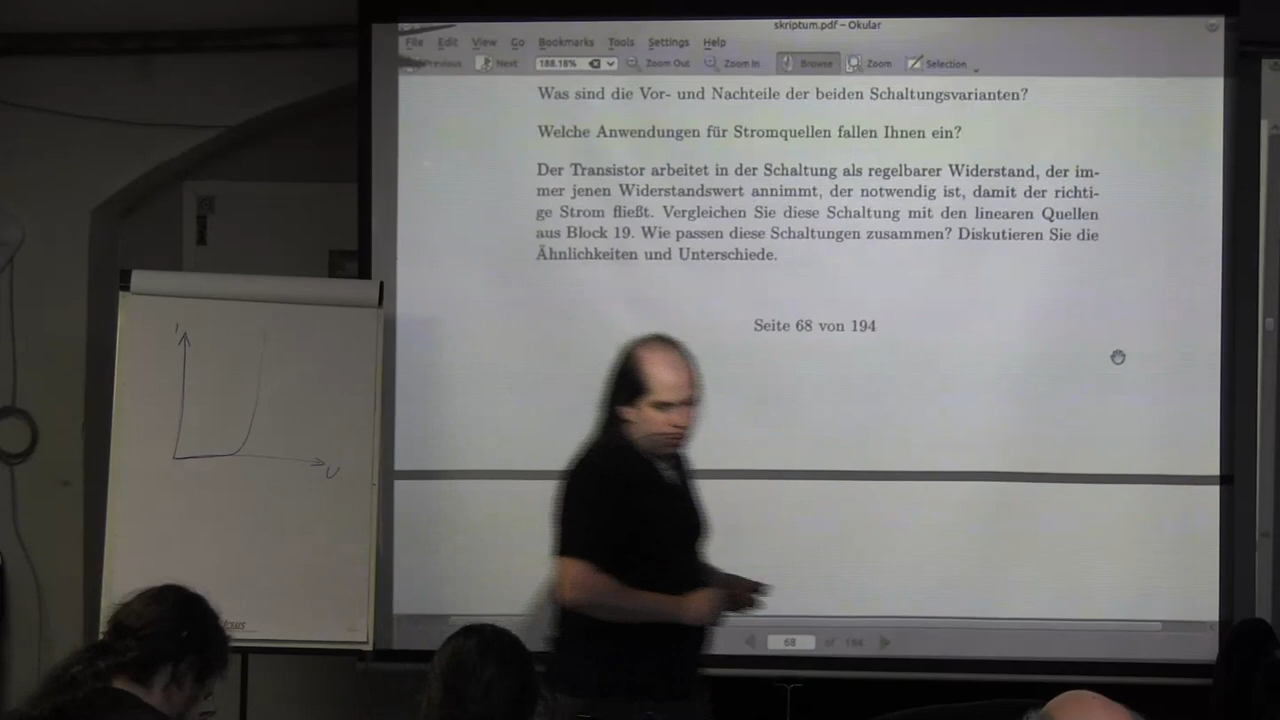 skriptum.pdf – Okular
File Edit View Go Bookmarks Tools Settings Help
Previous Next 188.18% Zoom Out Zoom In Browse Zoom Selection
Was sind die Vor- und Nachteile der beiden Schaltungsvarianten?
Welche Anwendungen für Stromquellen fallen Ihnen ein?
Der Transistor arbeitet in der Schaltung als regelbarer Widerstand, der im-
mer jenen Widerstandswert annimmt, der notwendig ist, damit der richti-
ge Strom fließt. Vergleichen Sie diese Schaltung mit den linearen Quellen
aus Block 19. Wie passen diese Schaltungen zusammen? Diskutieren Sie die
Ähnlichkeiten und Unterschiede.
Seite 68 von 194
I
U
68 of 194